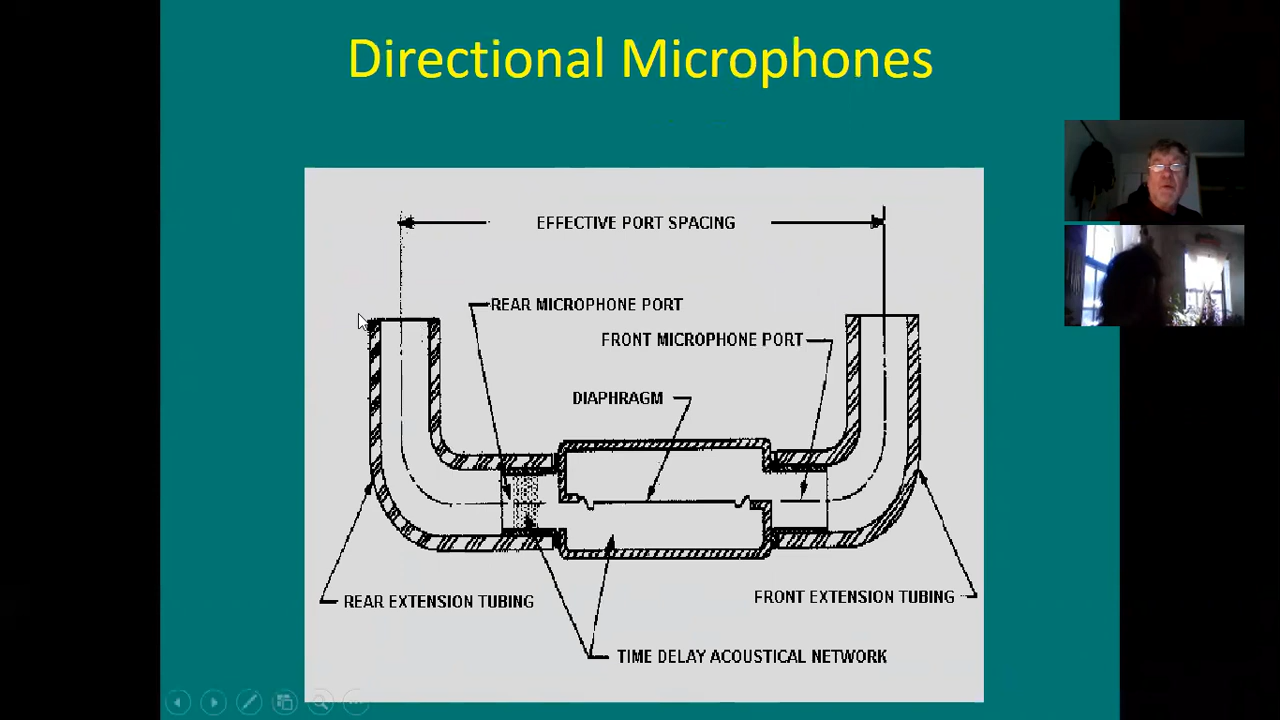 Directional Microphones
EFFECTIVE PORT SPACING
REAR MICROPHONE PORT
FRONT MICROPHONE PORT
DIAPHRAGM
REAR EXTENSION TUBING
FRONT EXTENSION TUBING
TIME DELAY ACOUSTICAL NETWORK